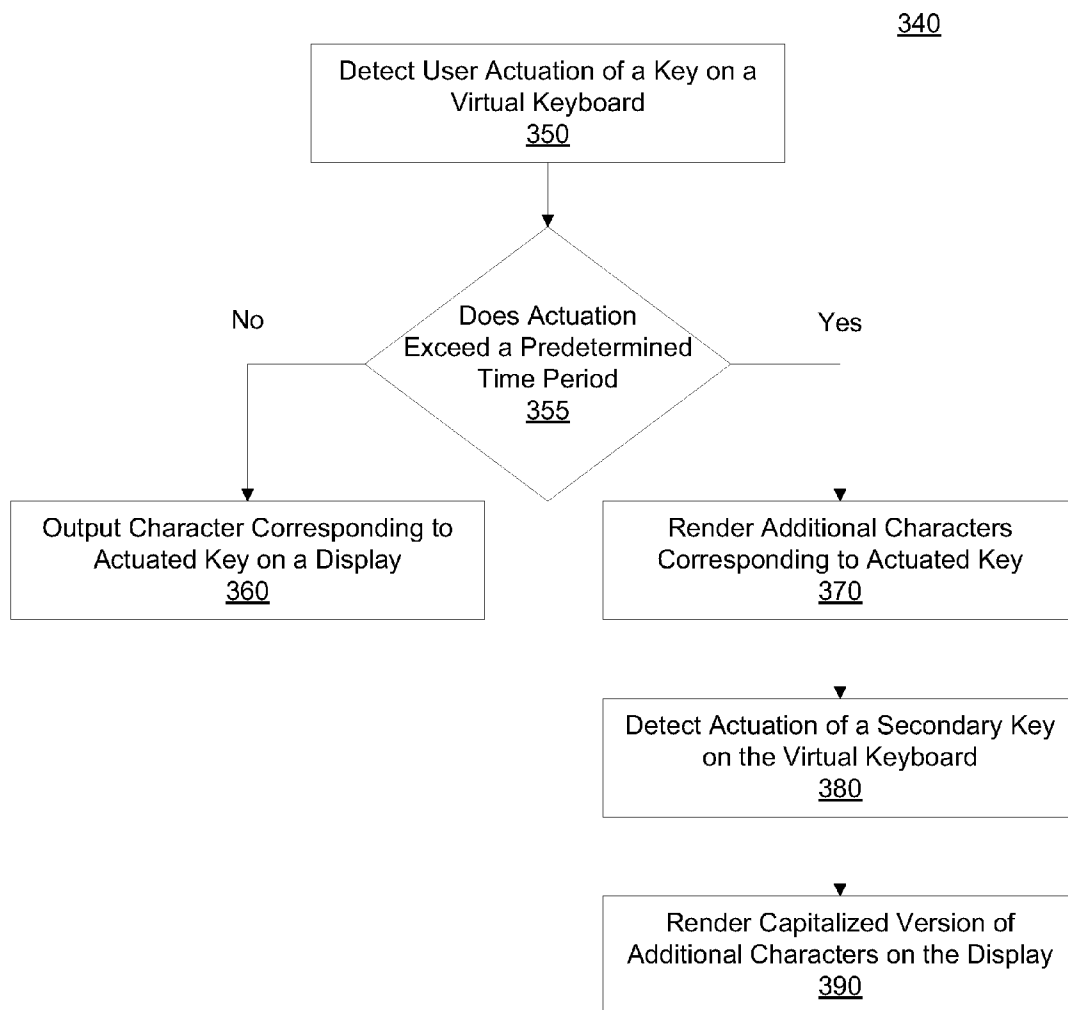 340
Detect User Actuation of a Key on a
Virtual Keyboard
350
Does Actuation
Exceed a Predetermined
Time Period
355
No
Yes
Output Character Corresponding to
Actuated Key on a Display
360
Render Additional Characters
Corresponding to Actuated Key
370
Detect Actuation of a Secondary Key
on the Virtual Keyboard
380
Render Capitalized Version of
Additional Characters on the Display
390